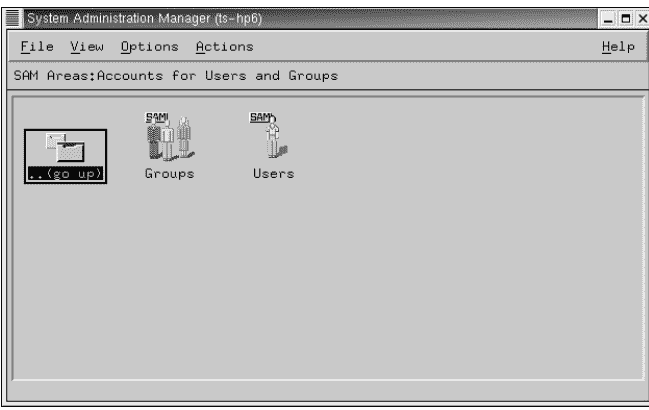 System Administration Manager (ts-hp6)
File View Options Actions Help
SAM Areas:Accounts for Users and Groups
SAM SAM
..(go up) Groups Users